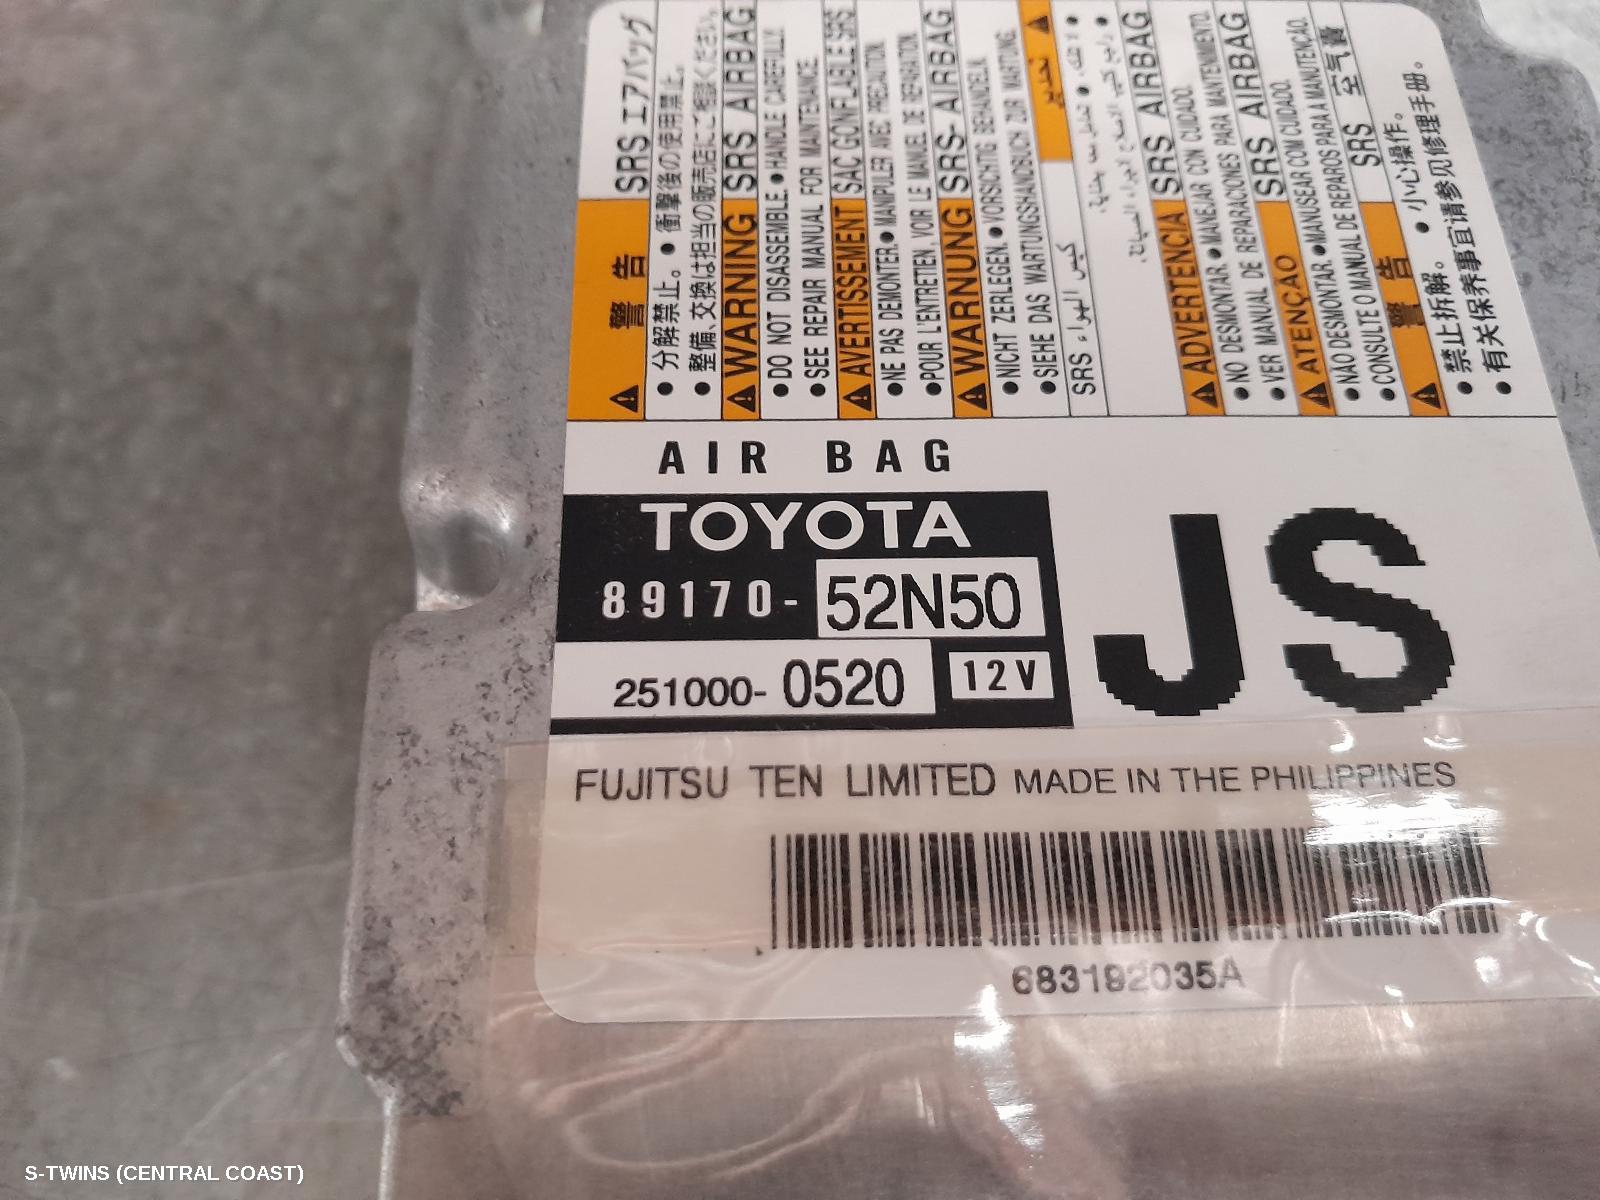 警告 SRSエアバッグ
● 分解禁止。 ● 衝撃後の使用禁止。
● 整備、交換は担当の販売店にご相談ください。
WARNING SRS AIRBAG
● DO NOT DISASSEMBLE. ● HANDLE CAREFULLY.
● SEE REPAIR MANUAL FOR MAINTENANCE.
AVERTISSEMENT SAC GONFLABLE SRS
● NE PAS DEMONTER. ● MANIPULER AVEC PRECAUTION.
● POUR L'ENTRETIEN, VOIR LE MANUEL DE REPARATION.
WARNUNG SRS-AIRBAG
● NICHT ZERLEGEN. ● VORSICHTIG BEHANDELN.
● SIEHE DAS WARTUNGSHANDBUCH ZUR WARTUNG.
تحذير كيس الهواء SRS
ADVERTENCIA SRS AIRBAG
● NO DESMONTAR ● MANEJAR CON CUIDADO.
● VER MANUAL DE REPARACIONES PARA MANTENIMIENTO.
ATENÇAO SRS AIRBAG
● NÃO DESMONTAR ● MANUSEAR COM CUIDADO.
● CONSULTE O MANUAL DE REPAROS PARA A MANUTENÇÃO.
警告 SRS 空气囊
● 禁止拆解。 ● 小心操作。
● 有关保养事宜请参见修理手册。
AIR BAG
TOYOTA
89170-52N50
251000-0520 12V
JS
FUJITSU TEN LIMITED MADE IN THE PHILIPPINES
683192035A
S-TWINS (CENTRAL COAST)